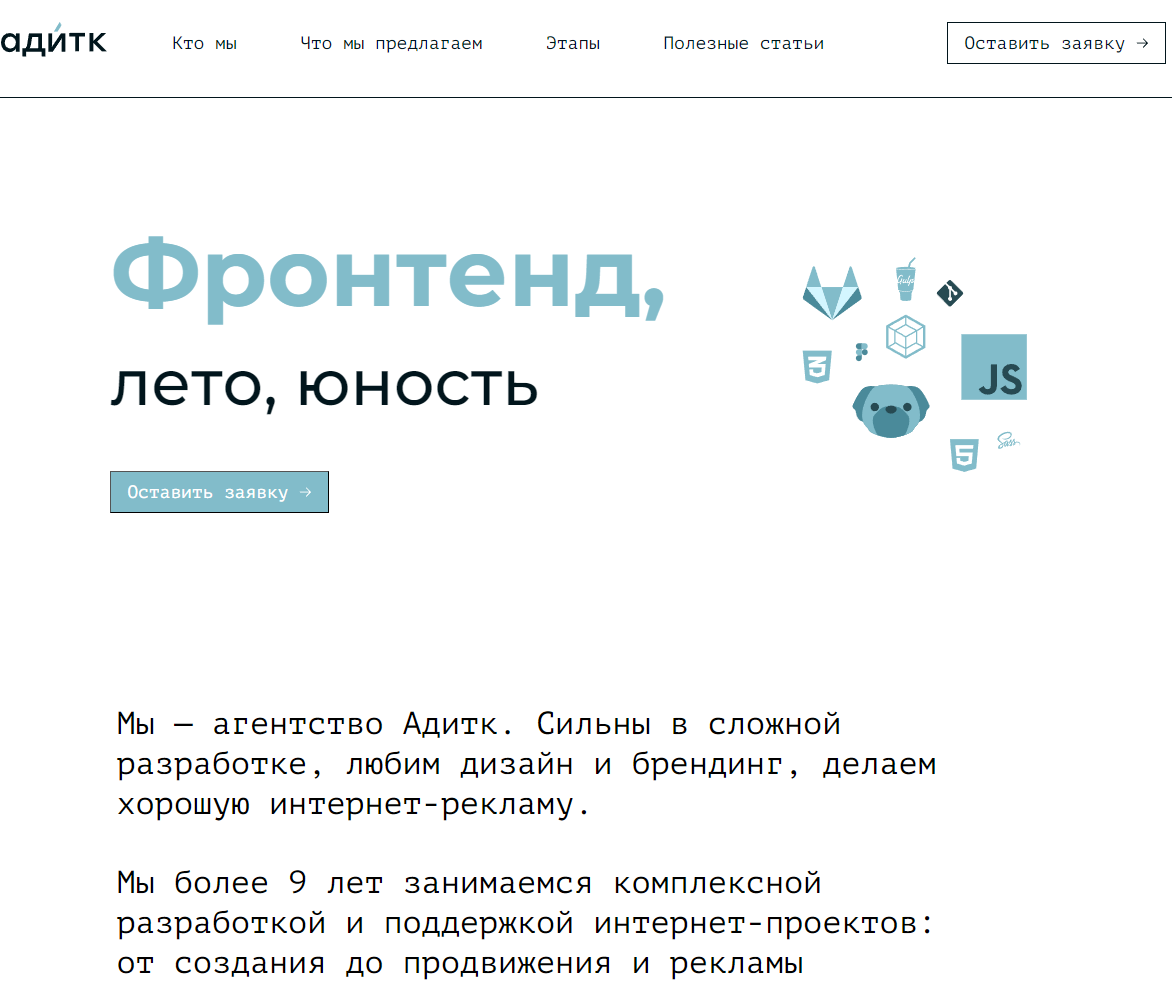 адитк
Кто мы
Что мы предлагаем
Этапы
Полезные статьи
Оставить заявку →
Фронтенд,
лето, юность
Оставить заявку →
Gulp
JS
3
5
Sass
Мы — агентство Адитк. Сильны в сложной
разработке, любим дизайн и брендинг, делаем
хорошую интернет-рекламу.
Мы более 9 лет занимаемся комплексной
разработкой и поддержкой интернет-проектов:
от создания до продвижения и рекламы